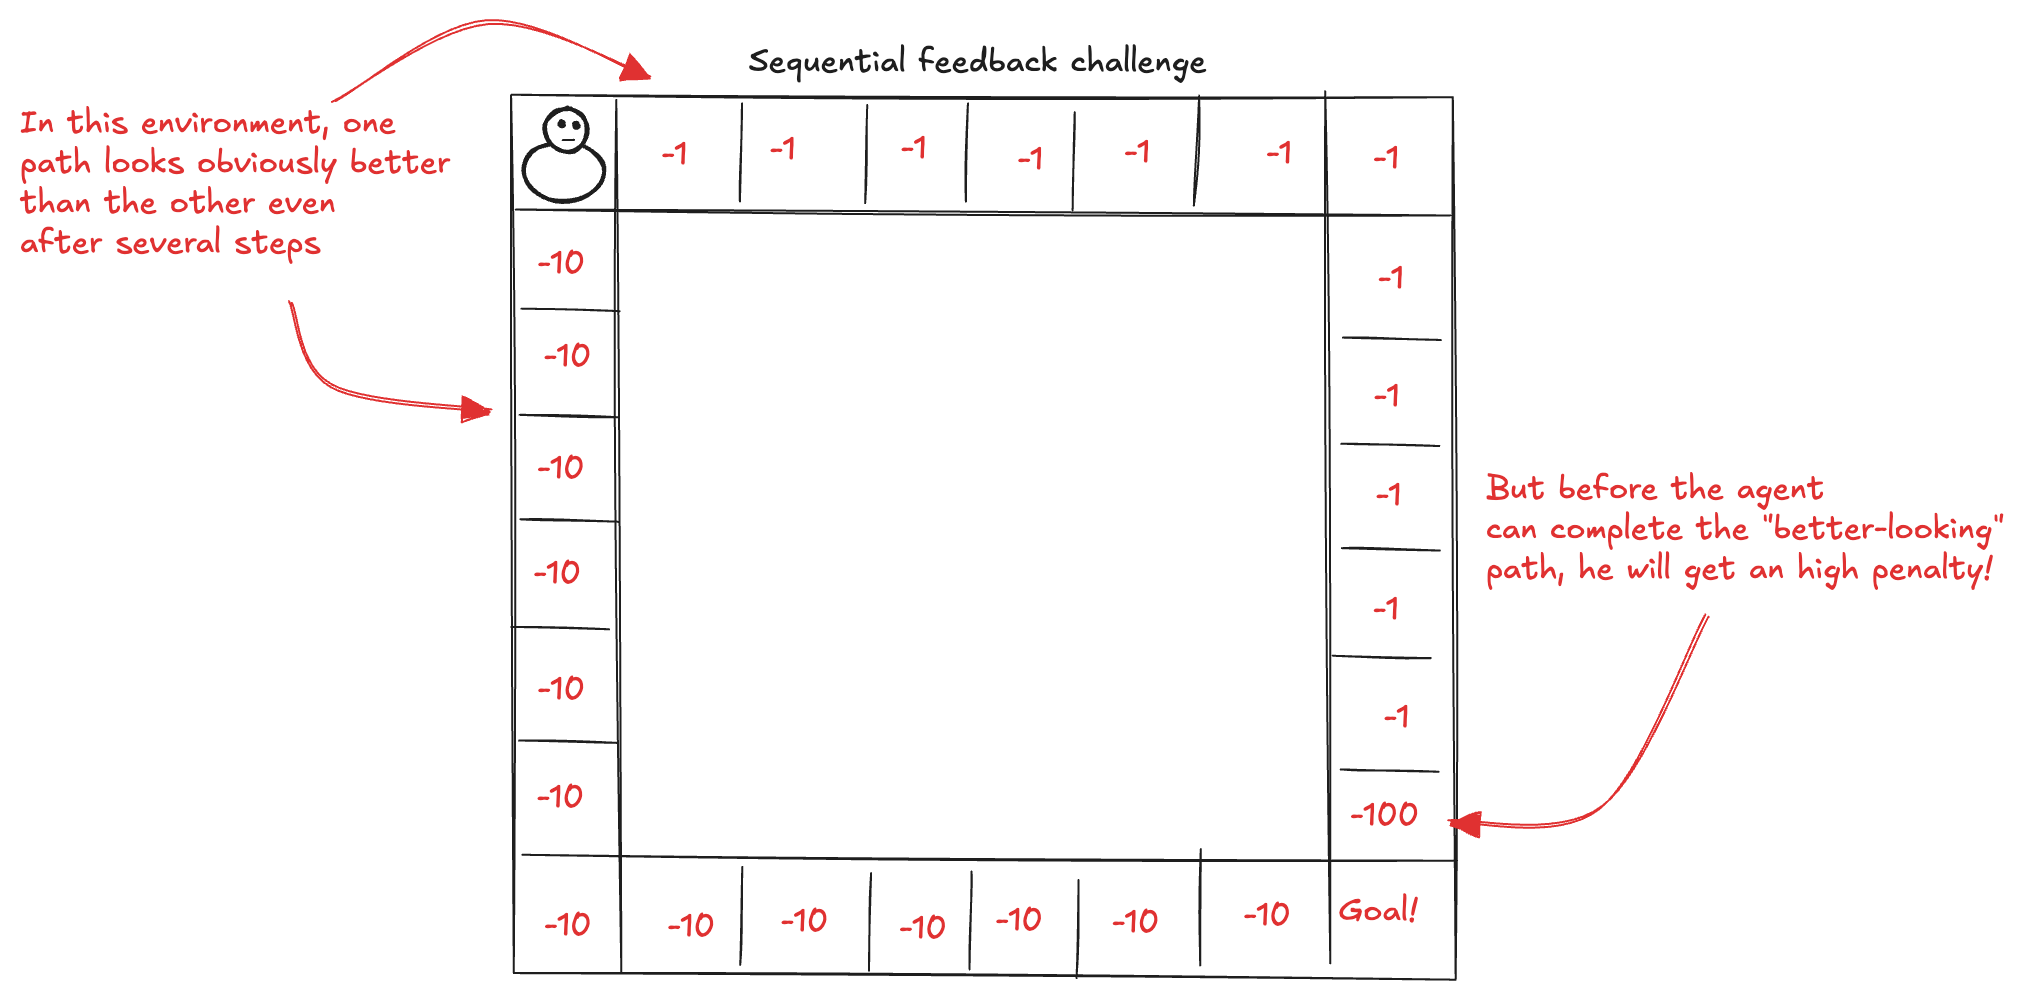 Sequential feedback challenge
In this environment, one
path looks obviously better
than the other even
after several steps
-1 -1 -1 -1 -1 -1 -1
-10 -1
-10 -1
-10 -1
-10 -1
-10 -1
-10 -100
-10 -10 -10 -10 -10 -10 -10 Goal!
But before the agent
can complete the "better-looking"
path, he will get an high penalty!